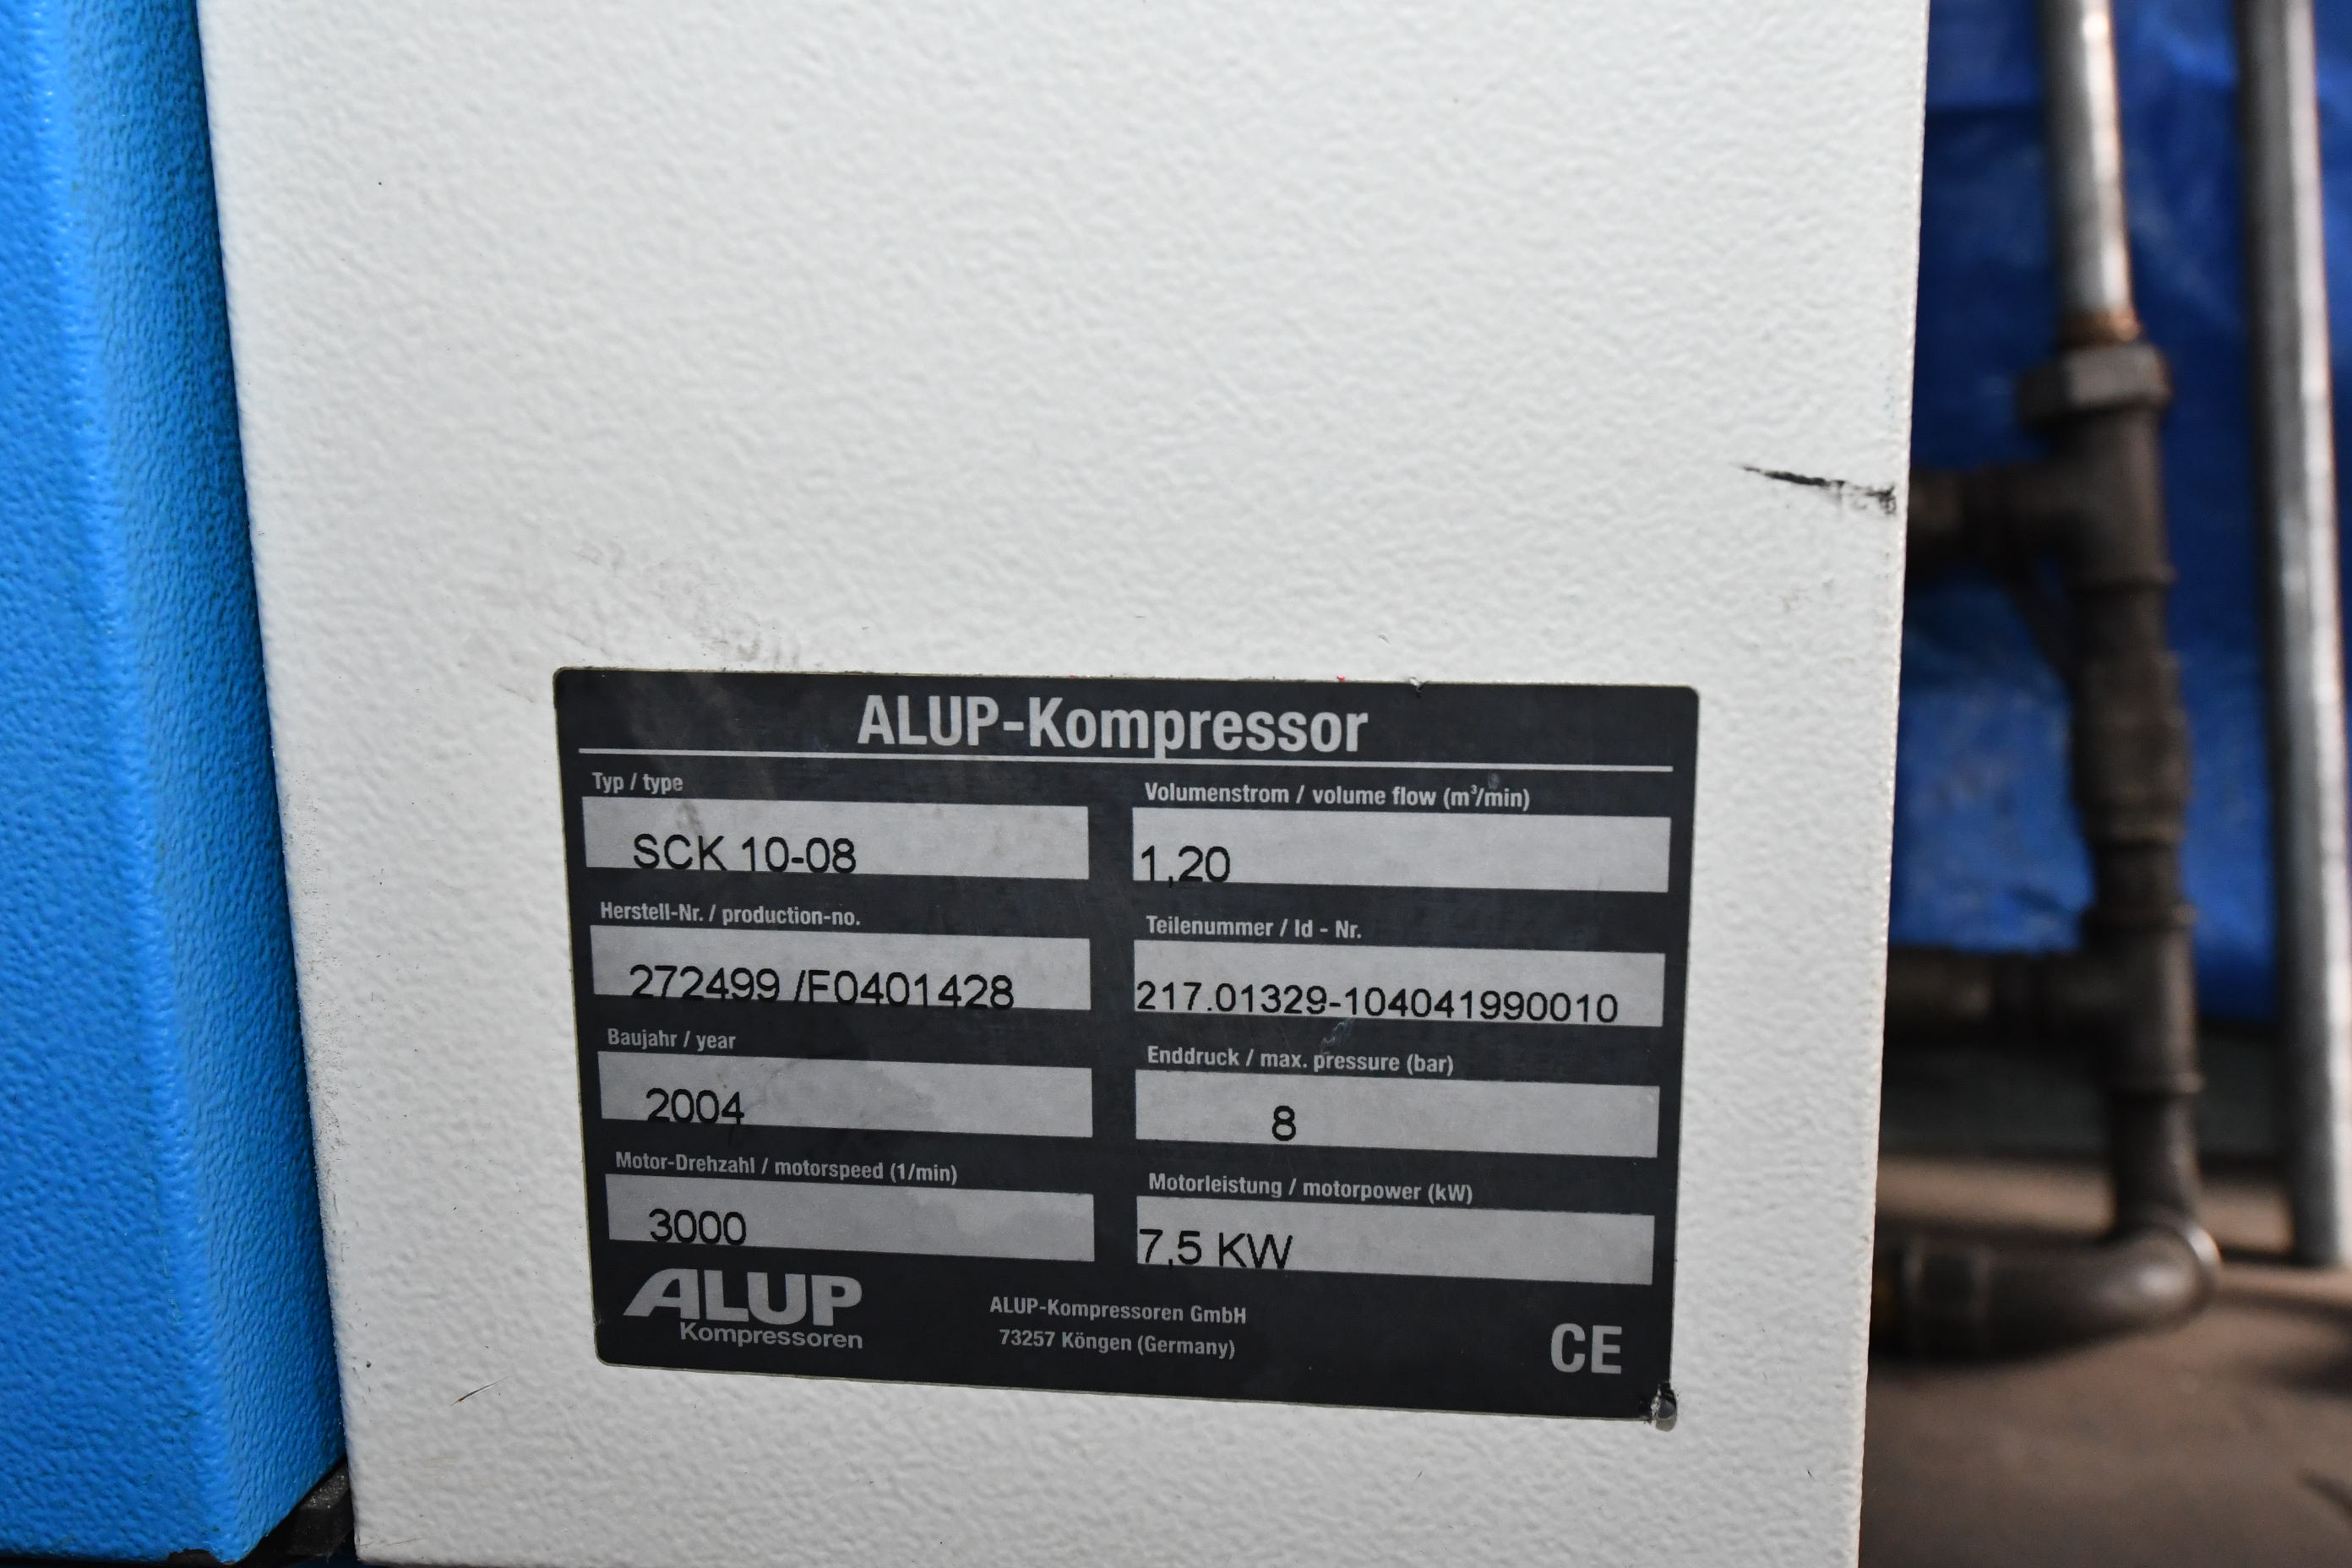 ALUP-Kompressor
Typ / type
SCK 10-08
Volumenstrom / volume flow (m³/min)
1,20
Herstell-Nr. / production-no.
272499 /F0401428
Teilenummer / Id - Nr.
217.01329-104041990010
Baujahr / year
2004
Enddruck / max. pressure (bar)
8
Motor-Drehzahl / motorspeed (1/min)
3000
Motorleistung / motorpower (kW)
7,5 KW
ALUP
Kompressoren
ALUP-Kompressoren GmbH
73257 Köngen (Germany)
CE